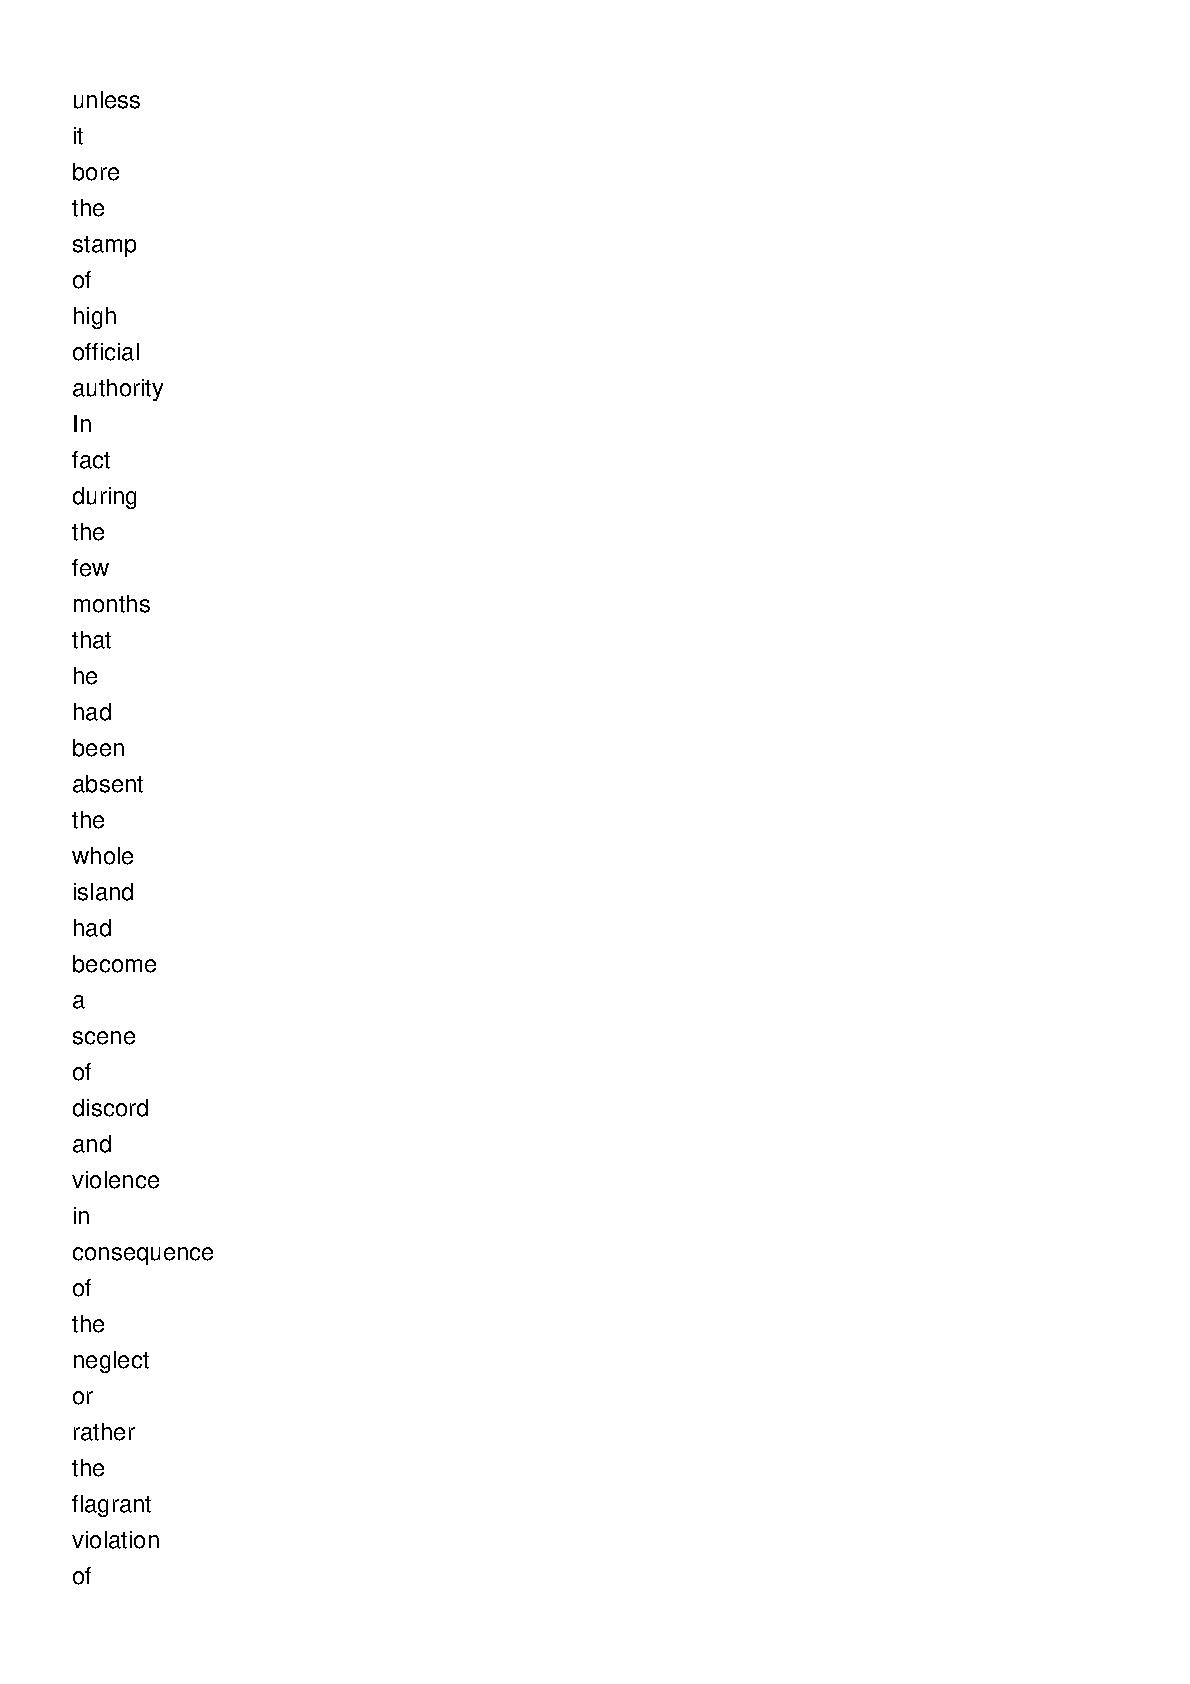 unless
it
bore
the
stamp
of
high
official
authority
In
fact
during
the
few
months
that
he
had
been
absent
the
whole
island
had
become
a
scene
of
discord
and
violence
in
consequence
of
the
neglect
or
rather
the
flagrant
violation
of